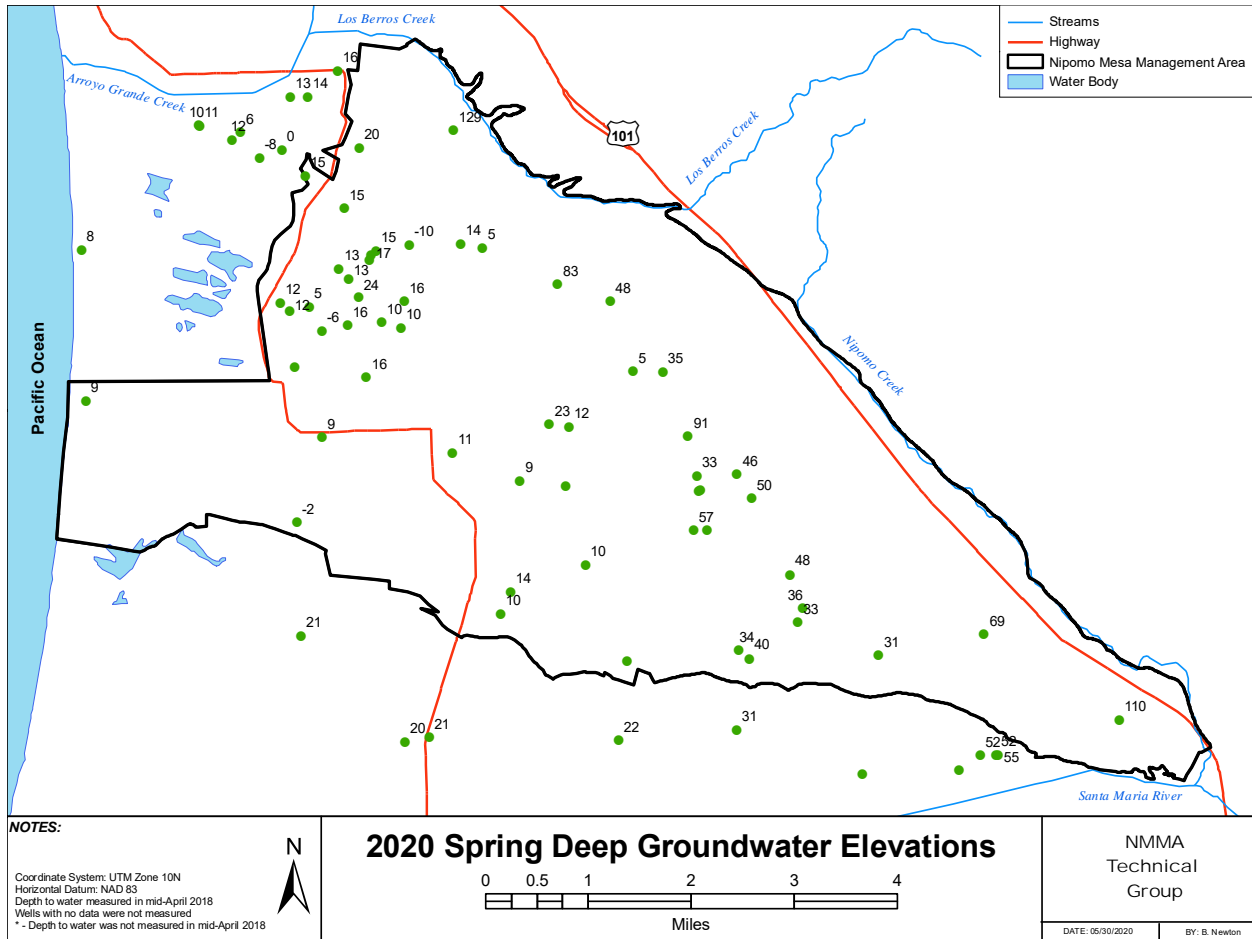 Los Berros Creek
Streams
Highway
Nipomo Mesa Management Area
Water Body
16
Arroyo Grande Creek
13 14
1011
6
12
-8
0
20
129
101
Los Berros Creek
15
15
8
15
17
-10
14
5
13
13
24
83
48
12
12
5
16
-6
16
10
10
Nipomo Creek
Pacific Ocean
16
5
35
9
9
23
12
91
11
9
33
46
50
-2
57
10
48
14
10
36
33
21
34
40
31
69
20
21
22
31
110
52 52
55
Santa Maria River
NOTES:
Coordinate System: UTM Zone 10N
Horizontal Datum: NAD 83
Depth to water measured in mid-April 2018
Wells with no data were not measured
* - Depth to water was not measured in mid-April 2018
N
2020 Spring Deep Groundwater Elevations
0 0.5 1 2 3 4
Miles
NMMA
Technical
Group
DATE: 05/30/2020
BY: B. Newton